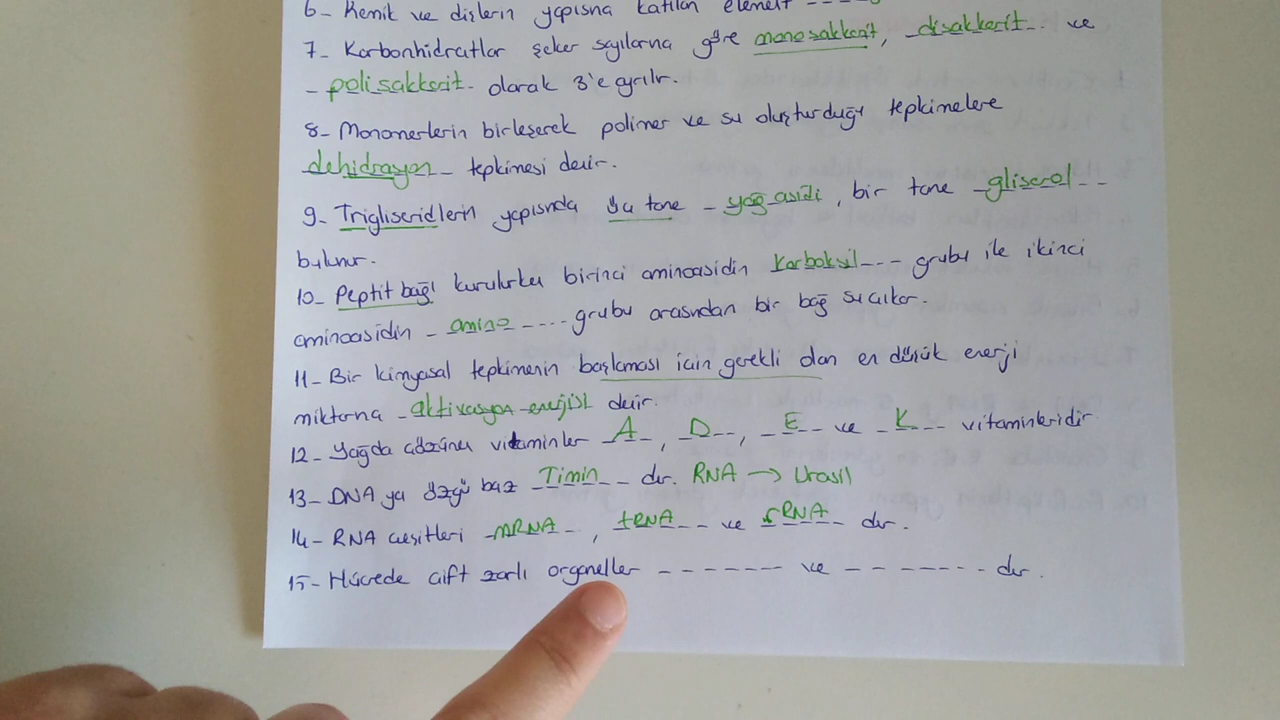 6- Kemik ve dişlerin yapısına katılan element
7- Karbonhidratlar şeker sayılarına göre monosakkarit, disakkarit ve
polisakkarit olarak 3'e ayrılır.
8- Monomerlerin birleşerek polimer ve su oluşturduğu tepkimelere
dehidrasyon tepkimesi denir.
9- Trigliseridlerin yapısında üç tane yağ asidi, bir tane gliserol
bulunur.
10- Peptit bağı kurulurken birinci aminoasidin karboksil grubu ile ikinci
aminoasidin amino grubu arasından bir bağ su çıkar.
11- Bir kimyasal tepkimenin başlaması için gerekli olan en düşük enerji
miktarına aktivasyon enerjisi denir.
12- Yağda çözünen vitaminler A, D, E ve K vitaminleridir.
13- DNA ya özgü baz Timin dir. RNA → Urasil
14- RNA çeşitleri mRNA, tRNA ve rRNA dır.
15- Hücrede çift zarlı organeller ------- ve ------- dır.